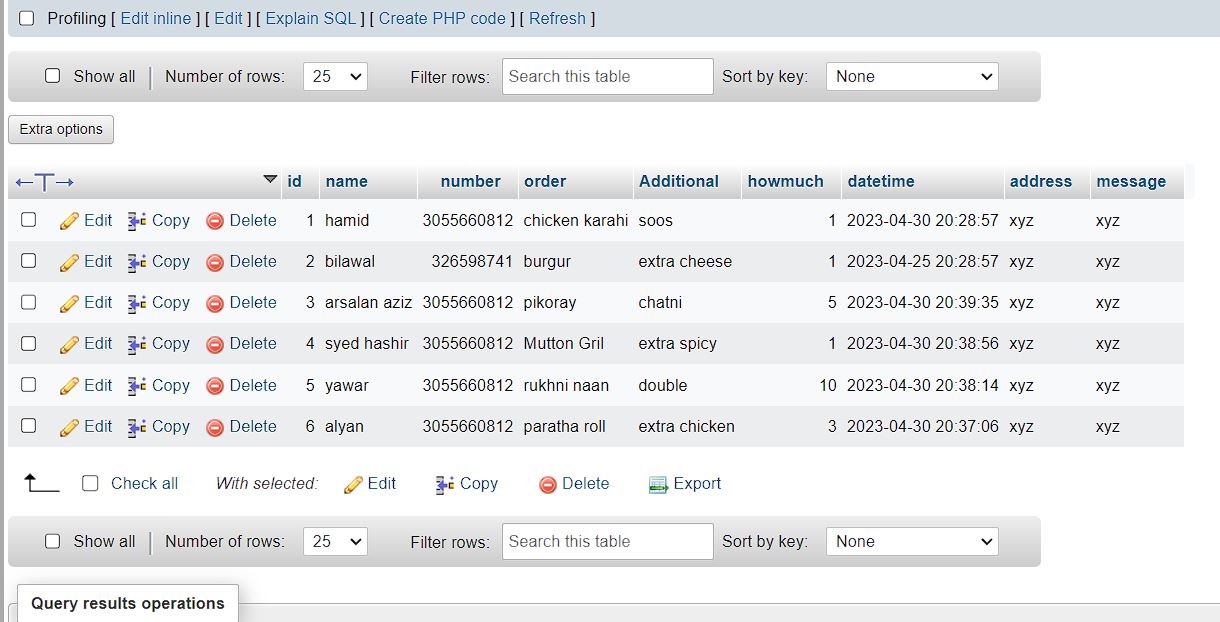 Profiling [ Edit inline ] [ Edit ] [ Explain SQL ] [ Create PHP code ] [ Refresh ]
Show all | Number of rows: 25 Filter rows: Search this table Sort by key: None
Extra options
←T→ id name number order Additional howmuch datetime address message
Edit Copy Delete 1 hamid 3055660812 chicken karahi soos 1 2023-04-30 20:28:57 xyz xyz
Edit Copy Delete 2 bilawal 326598741 burgur extra cheese 1 2023-04-25 20:28:57 xyz xyz
Edit Copy Delete 3 arsalan aziz 3055660812 pikoray chatni 5 2023-04-30 20:39:35 xyz xyz
Edit Copy Delete 4 syed hashir 3055660812 Mutton Gril extra spicy 1 2023-04-30 20:38:56 xyz xyz
Edit Copy Delete 5 yawar 3055660812 rukhni naan double 10 2023-04-30 20:38:14 xyz xyz
Edit Copy Delete 6 alyan 3055660812 paratha roll extra chicken 3 2023-04-30 20:37:06 xyz xyz
Check all With selected: Edit Copy Delete Export
Show all | Number of rows: 25 Filter rows: Search this table Sort by key: None
Query results operations